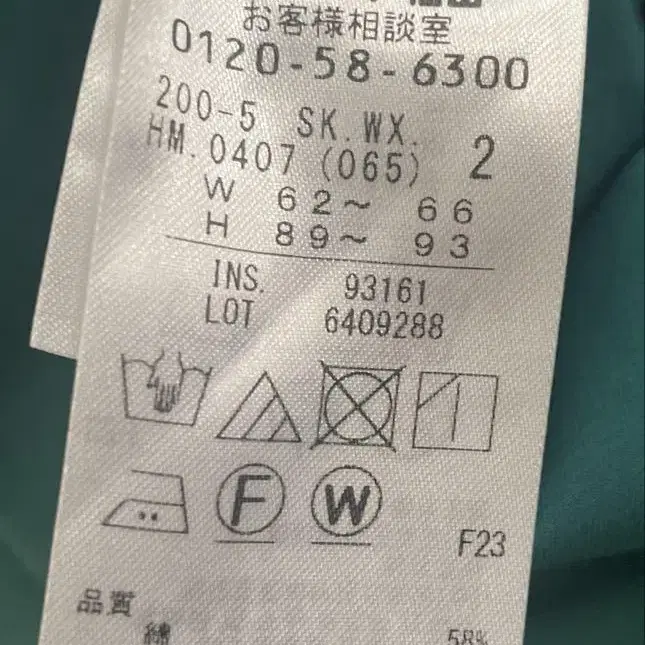 お客様相談室
0120-58-6300
200-5 SK.WX. 2
HM.0407 (065)
W 62～ 66
H 89～ 93
INS. 93161
LOT 6409288
F W
F23
品質
綿 58%